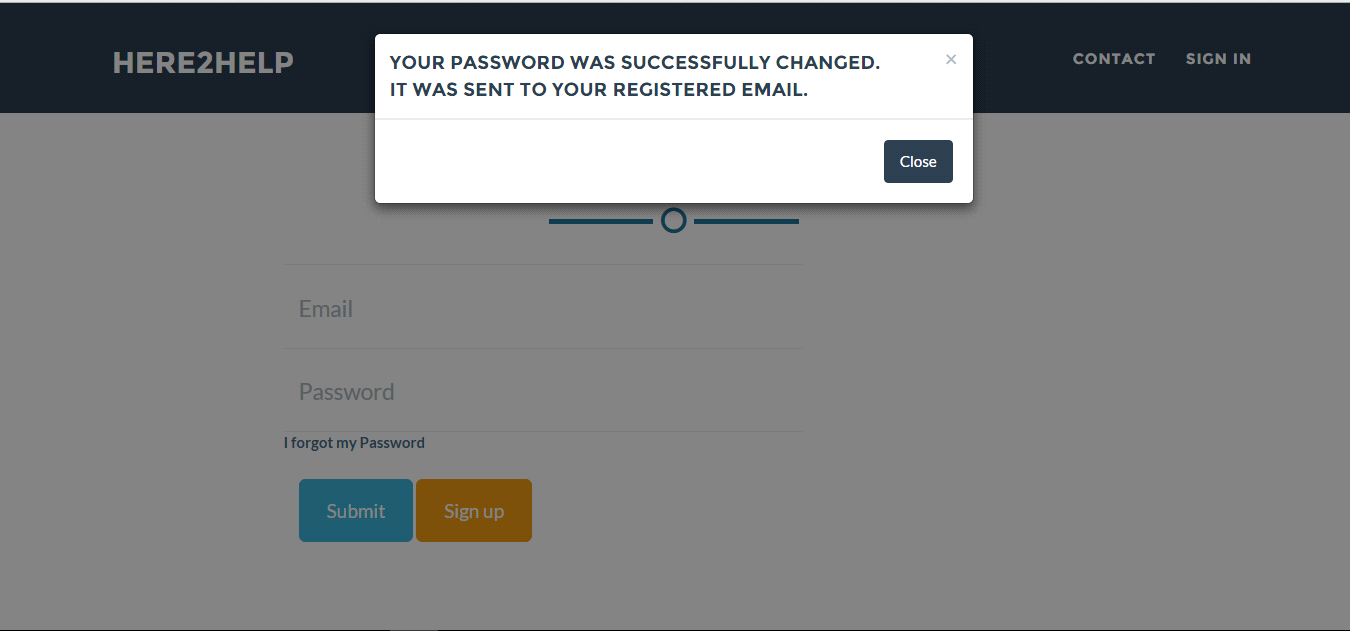 HERE2HELP
YOUR PASSWORD WAS SUCCESSFULLY CHANGED.
IT WAS SENT TO YOUR REGISTERED EMAIL.
×
CONTACT
SIGN IN
Close
Email
Password
I forgot my Password
Submit
Sign up